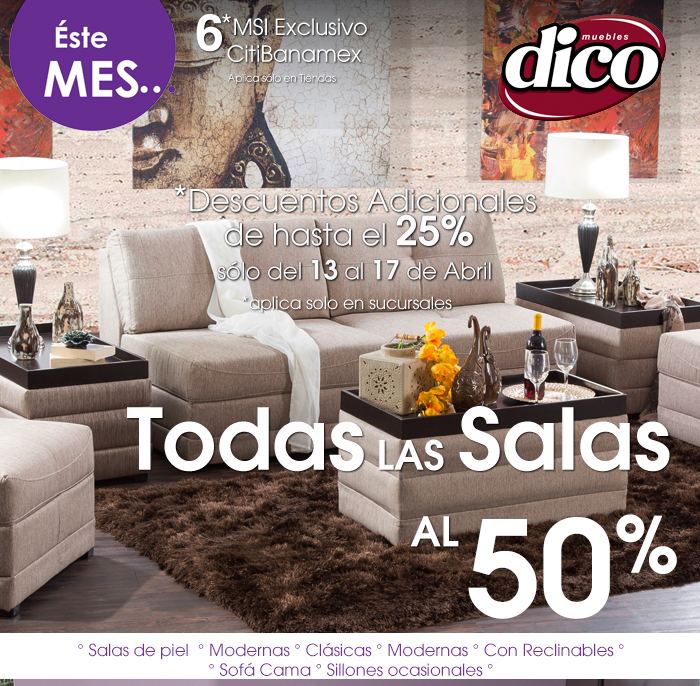 Éste
MES...
6*MSI Exclusivo
CitiBanamex
Aplica sólo en Tiendas
muebles
dico
*Descuentos Adicionales
de hasta el 25%
sólo del 13 al 17 de Abril
*aplica solo en sucursales
Todas LAS Salas
AL 50%
° Salas de piel ° Modernas ° Clásicas ° Modernas ° Con Reclinables °
° Sofá Cama ° Sillones ocasionales °